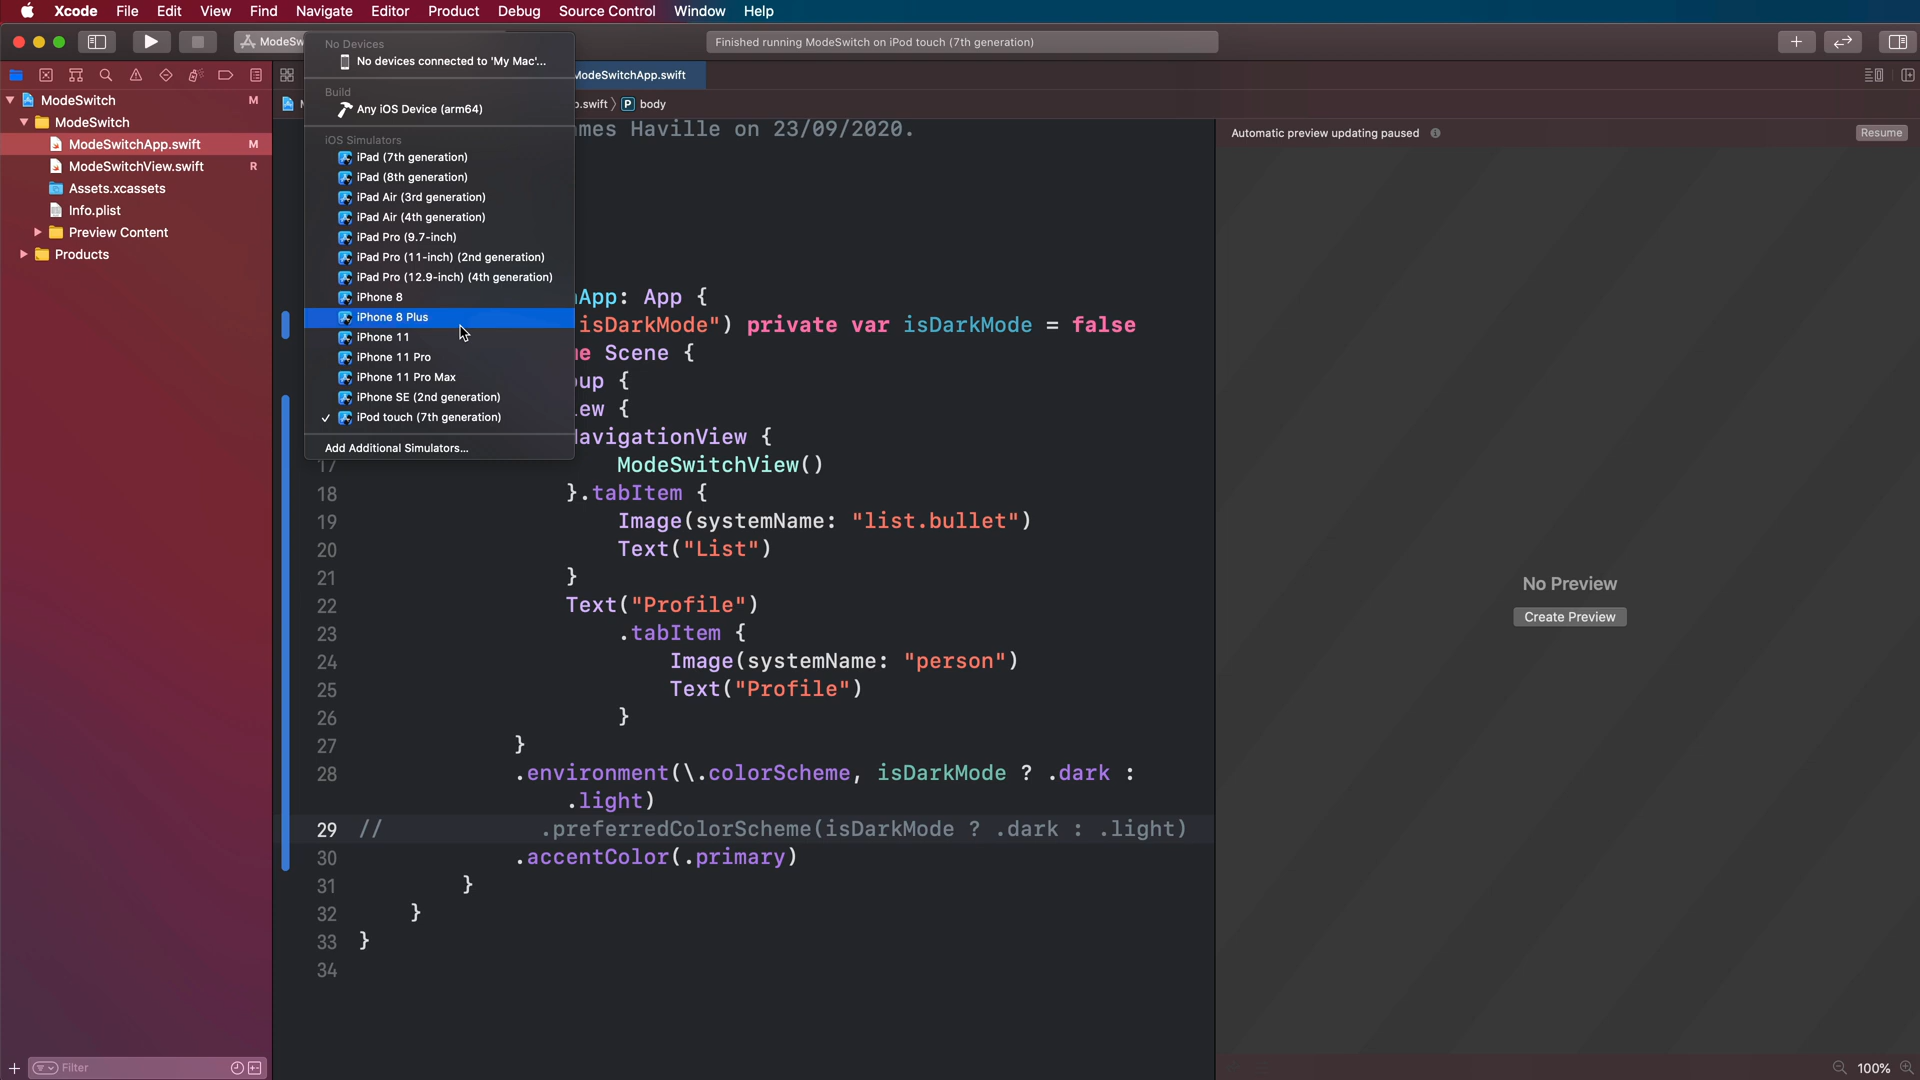 Xcode File Edit View Find Navigate Editor Product Debug Source Control Window Help
ModeSw
Finished running ModeSwitch on iPod touch (7th generation)
No Devices
No devices connected to 'My Mac'...
Build
Any iOS Device (arm64)
iOS Simulators
iPad (7th generation)
iPad (8th generation)
iPad Air (3rd generation)
iPad Air (4th generation)
iPad Pro (9.7-inch)
iPad Pro (11-inch) (2nd generation)
iPad Pro (12.9-inch) (4th generation)
iPhone 8
iPhone 8 Plus
iPhone 11
iPhone 11 Pro
iPhone 11 Pro Max
iPhone SE (2nd generation)
✓ iPod touch (7th generation)
Add Additional Simulators...
ModeSwitch M
ModeSwitch
ModeSwitchApp.swift M
ModeSwitchView.swift R
Assets.xcassets
Info.plist
Preview Content
Products
Filter
ModeSwitchApp.swift
.swift 〉 P body
mes Haville on 23/09/2020.
App: App {
isDarkMode") private var isDarkMode = false
e Scene {
up {
ew {
avigationView {
17 ModeSwitchView()
18 }.tabItem {
19 Image(systemName: "list.bullet")
20 Text("List")
21 }
22 Text("Profile")
23 .tabItem {
24 Image(systemName: "person")
25 Text("Profile")
26 }
27 }
28 .environment(\.colorScheme, isDarkMode ? .dark :
.light)
29 // .preferredColorScheme(isDarkMode ? .dark : .light)
30 .accentColor(.primary)
31 }
32 }
33 }
34
Automatic preview updating paused
Resume
No Preview
Create Preview
100%